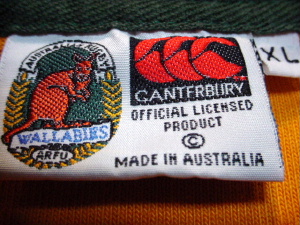 AUSTRALIAN RUGBY
WALLABIES
ARFU
CANTERBURY
OFFICIAL LICENSED
PRODUCT
©
MADE IN AUSTRALIA
XL